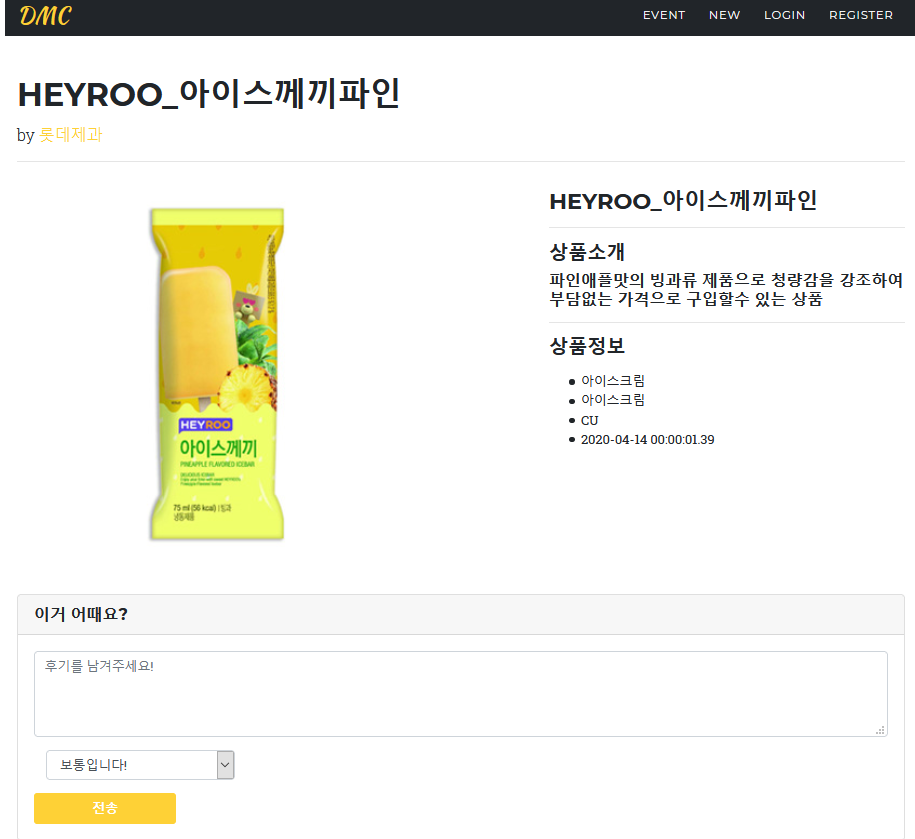 DMC
EVENT NEW LOGIN REGISTER
HEYROO_아이스께끼파인
by 롯데제과
HEYROO_아이스께끼파인
상품소개
파인애플맛의 빙과류 제품으로 청량감을 강조하여
부담없는 가격으로 구입할수 있는 상품
상품정보
아이스크림
아이스크림
CU
2020-04-14 00:00:01.39
HEYROO
아이스께끼
PINEAPPLE FLAVORED ICEBAR
75 ml (56 kcal) | 빙과
냉동제품
이거 어때요?
후기를 남겨주세요!
보통입니다!
전송